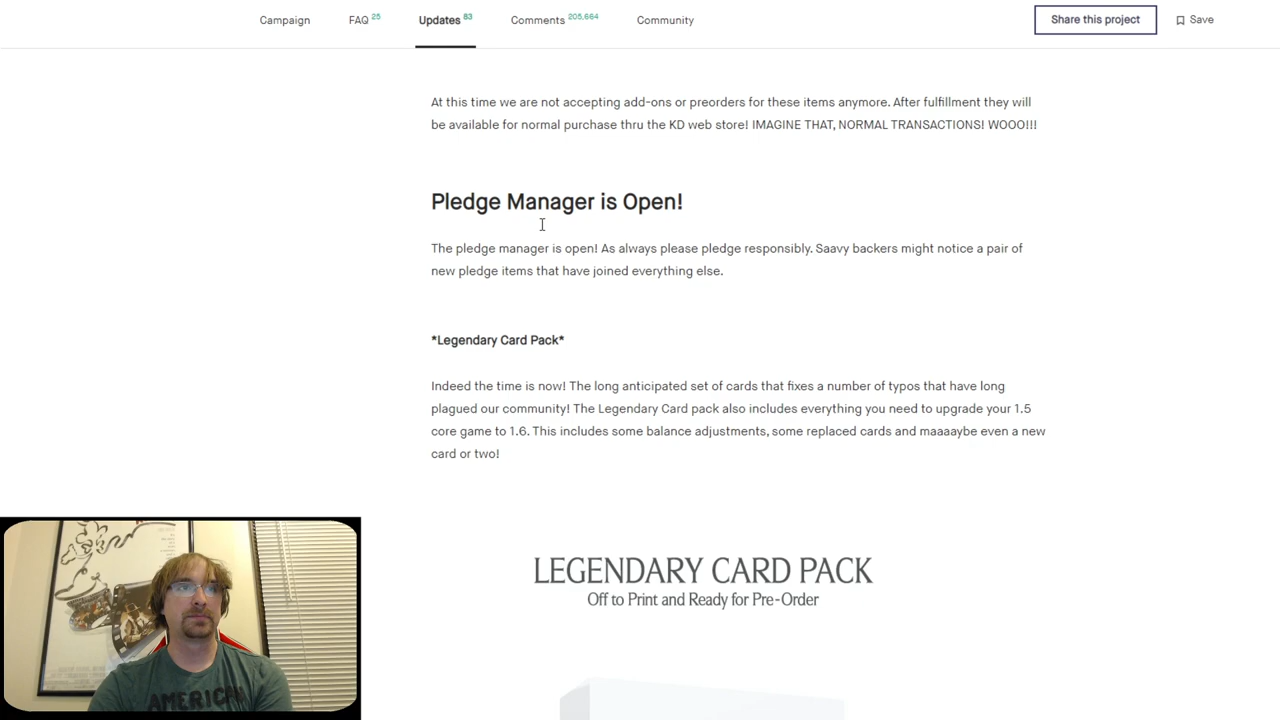 Campaign FAQ 25 Updates 83 Comments 205,664 Community Share this project Save
At this time we are not accepting add-ons or preorders for these items anymore. After fulfillment they will
be available for normal purchase thru the KD web store! IMAGINE THAT, NORMAL TRANSACTIONS! WOOO!!!
Pledge Manager is Open!
The pledge manager is open! As always please pledge responsibly. Saavy backers might notice a pair of
new pledge items that have joined everything else.
*Legendary Card Pack*
Indeed the time is now! The long anticipated set of cards that fixes a number of typos that have long
plagued our community! The Legendary Card pack also includes everything you need to upgrade your 1.5
core game to 1.6. This includes some balance adjustments, some replaced cards and maaaaybe even a new
card or two!
LEGENDARY CARD PACK
Off to Print and Ready for Pre-Order
AMERICAN